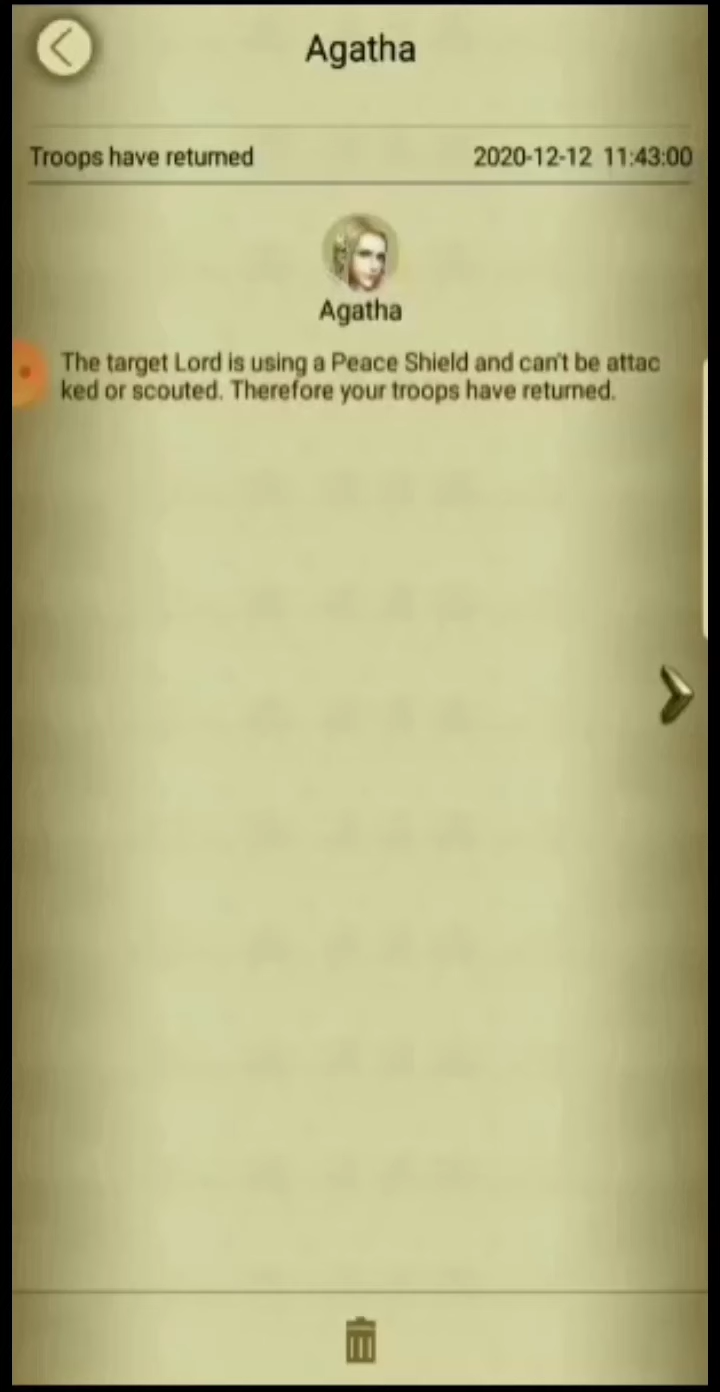 Agatha
Troops have returned 2020-12-12 11:43:00
Agatha
The target Lord is using a Peace Shield and can't be attac
ked or scouted. Therefore your troops have returned.